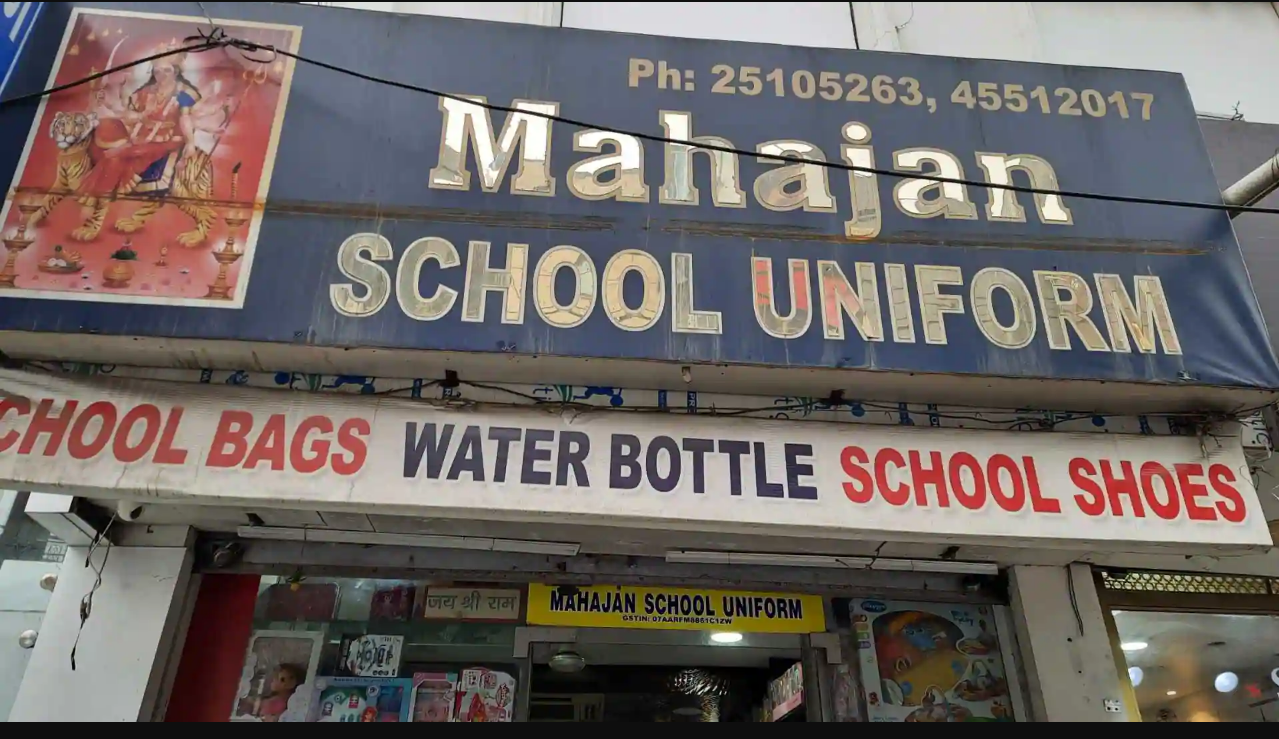 Ph: 25105263, 45512017
Mahajan
SCHOOL UNIFORM
CHOOL BAGS WATER BOTTLE SCHOOL SHOES
जय श्री राम
MAHAJAN SCHOOL UNIFORM